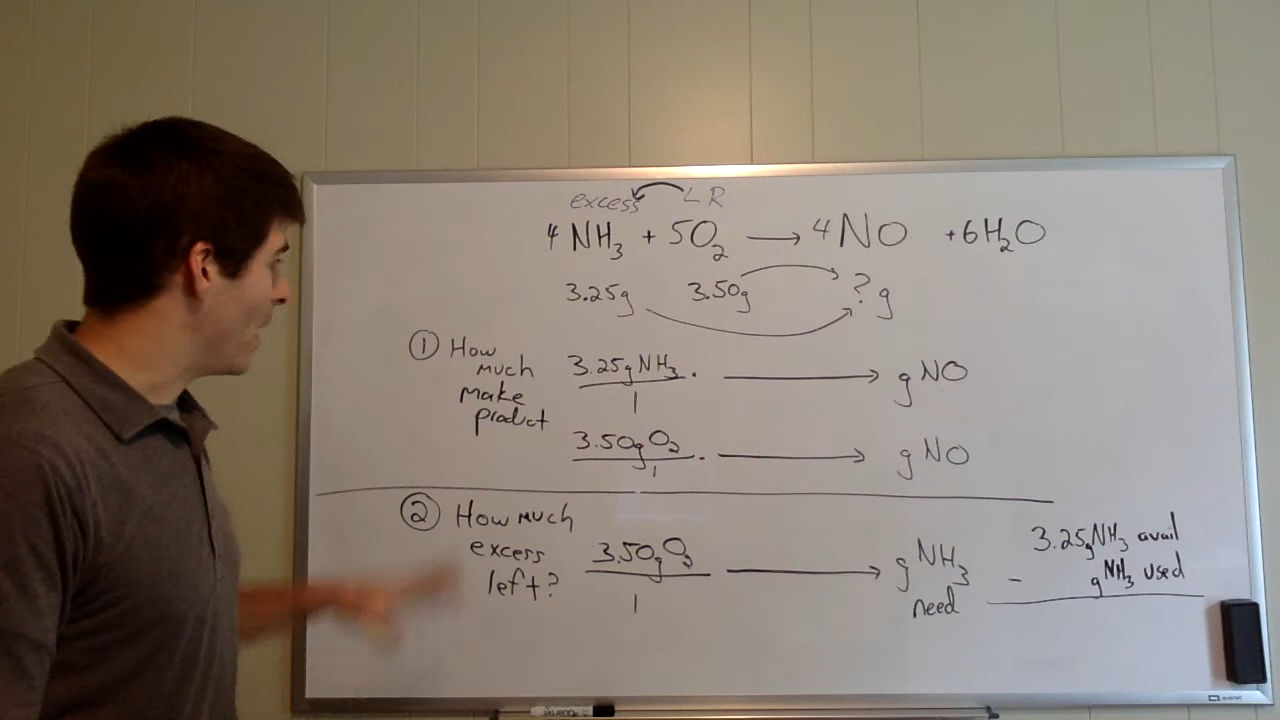 excess LR
4 NH₃ + 5O₂ → 4NO + 6H₂O
3.25g 3.50g ? g
① How
much
make
product
3.25g NH₃ . → g NO
1
3.50g O₂ . → g NO
1
② How much
excess
left?
3.50g O₂ → g NH₃
1
need
3.25g NH₃ avail
- g NH₃ used